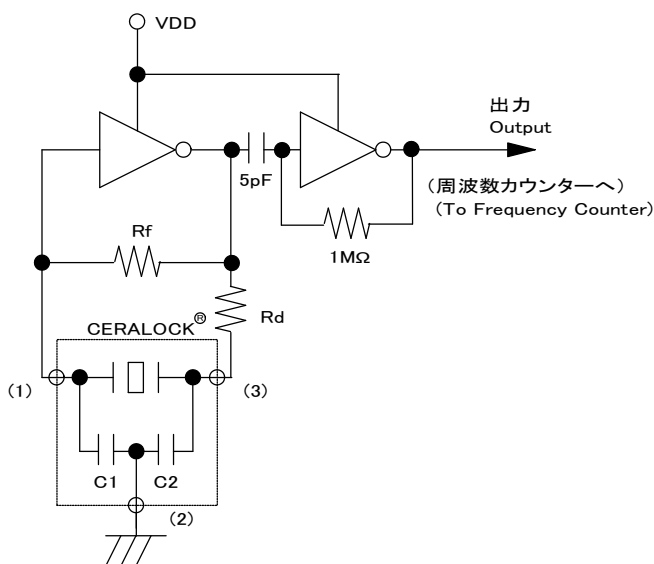 VDD
出力
Output
5pF
(周波数カウンターへ)
(To Frequency Counter)
Rf
1MΩ
Rd
CERALOCK®
(1)
(3)
C1
C2
(2)